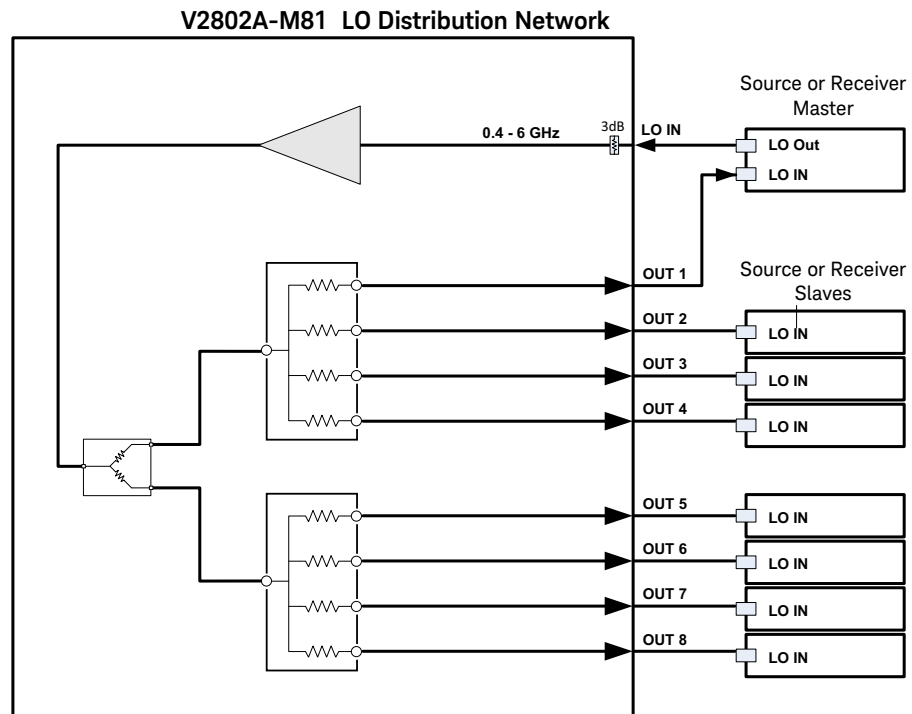 V2802A-M81 LO Distribution Network
Source or Receiver
Master
0.4 - 6 GHz
3dB
LO IN
LO Out
LO IN
OUT 1
Source or Receiver
Slaves
OUT 2
LO IN
OUT 3
LO IN
OUT 4
LO IN
OUT 5
LO IN
OUT 6
LO IN
OUT 7
LO IN
OUT 8
LO IN